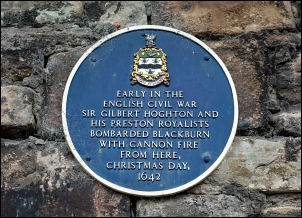 EARLY IN THE
ENGLISH CIVIL WAR
SIR GILBERT HOGHTON AND
HIS PRESTON ROYALISTS
BOMBARDED BLACKBURN
WITH CANNON FIRE
FROM HERE,
CHRISTMAS DAY,
1642